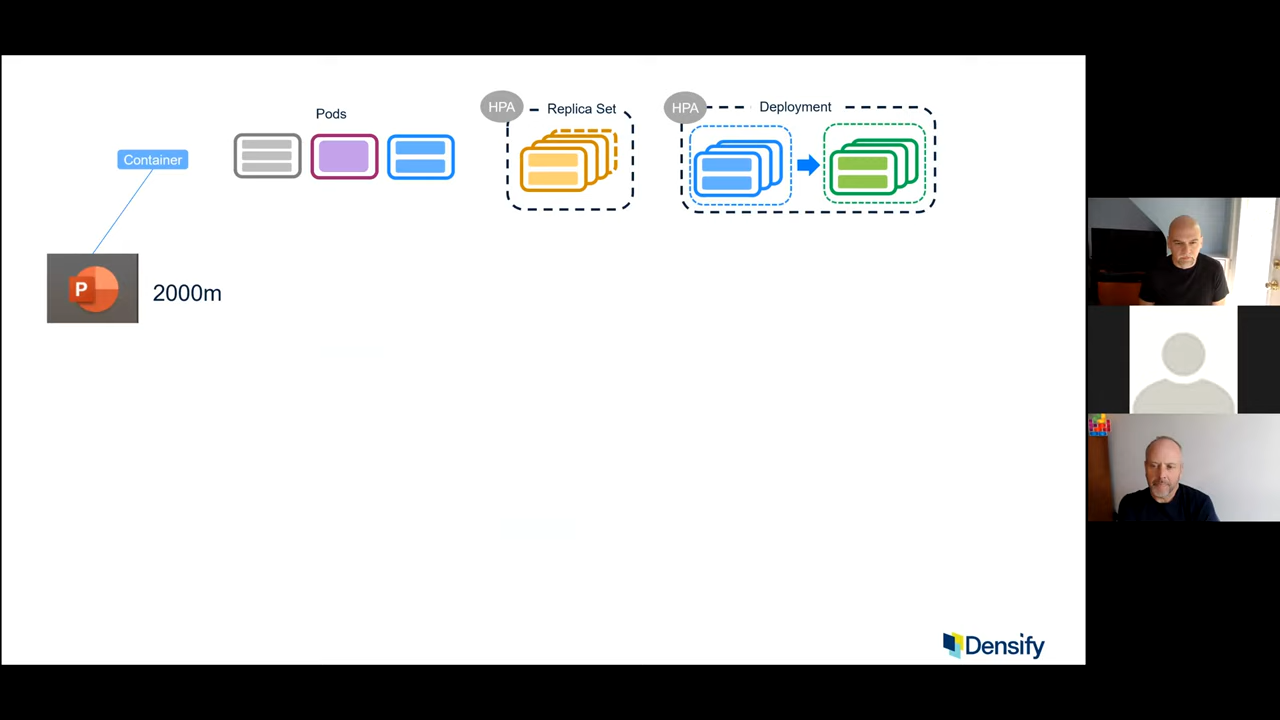 Container
Pods
HPA
Replica Set
HPA
Deployment
P
2000m
Densify